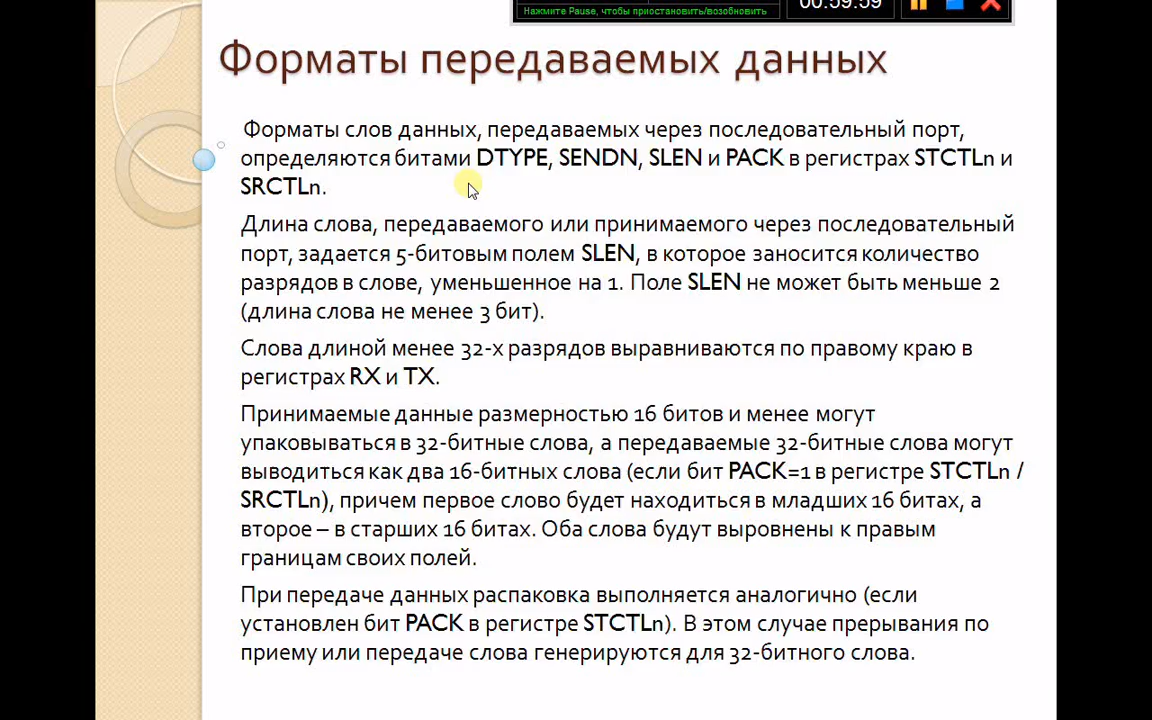 Нажмите Pause, чтобы приостановить/возобновить
00:59:59
Форматы передаваемых данных
Форматы слов данных, передаваемых через последовательный порт,
определяются битами DTYPE, SENDN, SLEN и PACK в регистрах STCTLn и
SRCTLn.
Длина слова, передаваемого или принимаемого через последовательный
порт, задается 5-битовым полем SLEN, в которое заносится количество
разрядов в слове, уменьшенное на 1. Поле SLEN не может быть меньше 2
(длина слова не менее 3 бит).
Слова длиной менее 32-х разрядов выравниваются по правому краю в
регистрах RX и TX.
Принимаемые данные размерностью 16 битов и менее могут
упаковываться в 32-битные слова, а передаваемые 32-битные слова могут
выводиться как два 16-битных слова (если бит PACK=1 в регистре STCTLn /
SRCTLn), причем первое слово будет находиться в младших 16 битах, а
второе – в старших 16 битах. Оба слова будут выровнены к правым
границам своих полей.
При передаче данных распаковка выполняется аналогично (если
установлен бит PACK в регистре STCTLn). В этом случае прерывания по
приему или передаче слова генерируются для 32-битного слова.